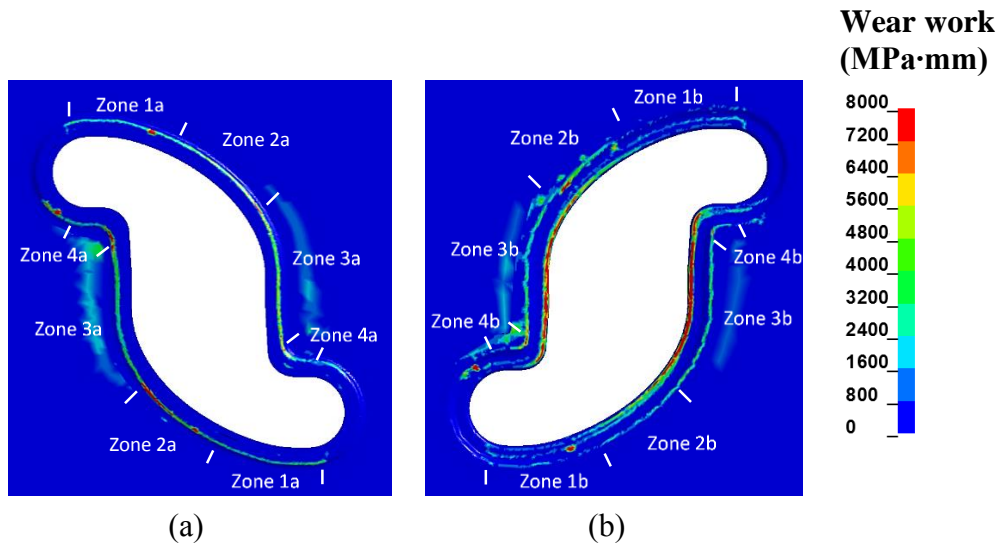 Wear work
(MPa·mm)
Zone 1a
Zone 2a
Zone 3a
Zone 4a
Zone 4a
Zone 3a
Zone 2a
Zone 1a
(a)
Zone 1b
Zone 2b
Zone 3b
Zone 4b
Zone 4b
Zone 3b
Zone 2b
Zone 1b
(b)
8000
7200
6400
5600
4800
4000
3200
2400
1600
800
0